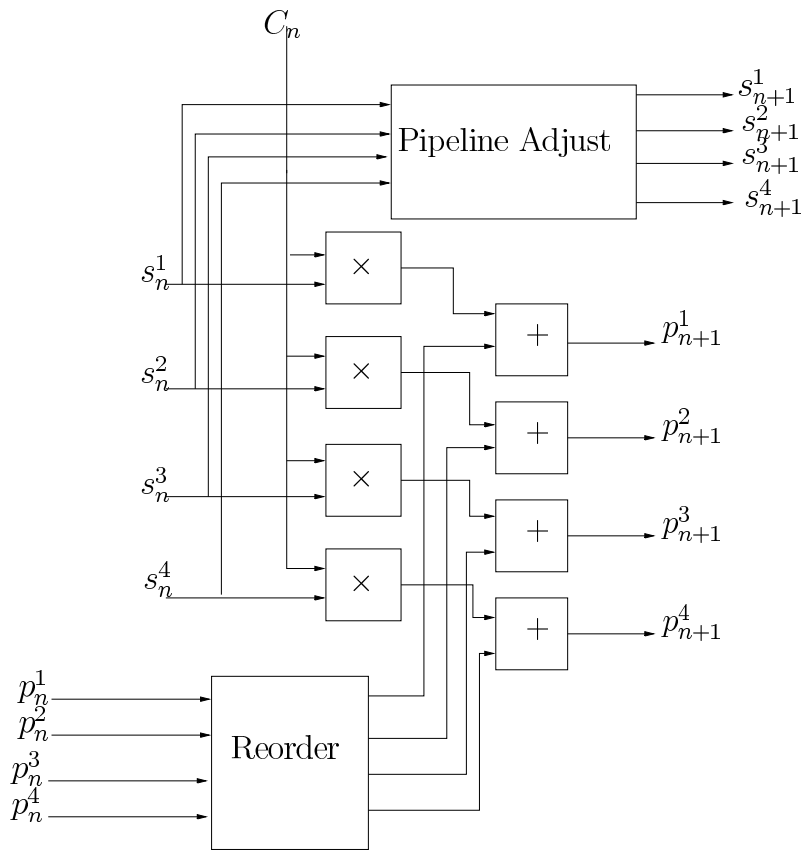 C_n
s^1_{n+1}
Pipeline Adjust
s^2_{n+1}
s^3_{n+1}
s^4_{n+1}
s^1_n
×
+
p^1_{n+1}
s^2_n
×
+
p^2_{n+1}
s^3_n
×
+
p^3_{n+1}
s^4_n
×
+
p^4_{n+1}
p^1_n
p^2_n
Reorder
p^3_n
p^4_n